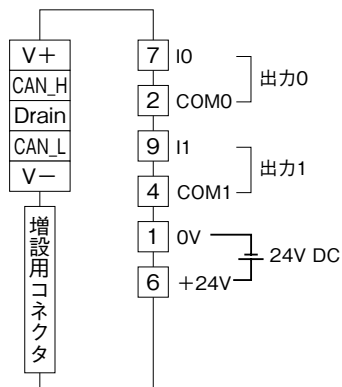 V+
CAN_H
Drain
CAN_L
V−
増設用コネクタ
7 I0
2 COM0
出力0
9 I1
4 COM1
出力1
1 0V
6 +24V
24V DC